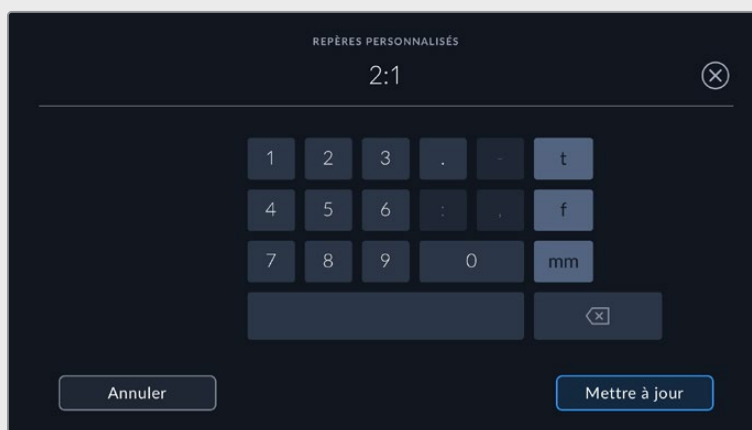 REPÈRES PERSONNALISÉS
2:1
1 2 3 . - t
4 5 6 : , f
7 8 9 0 mm
Annuler Mettre à jour